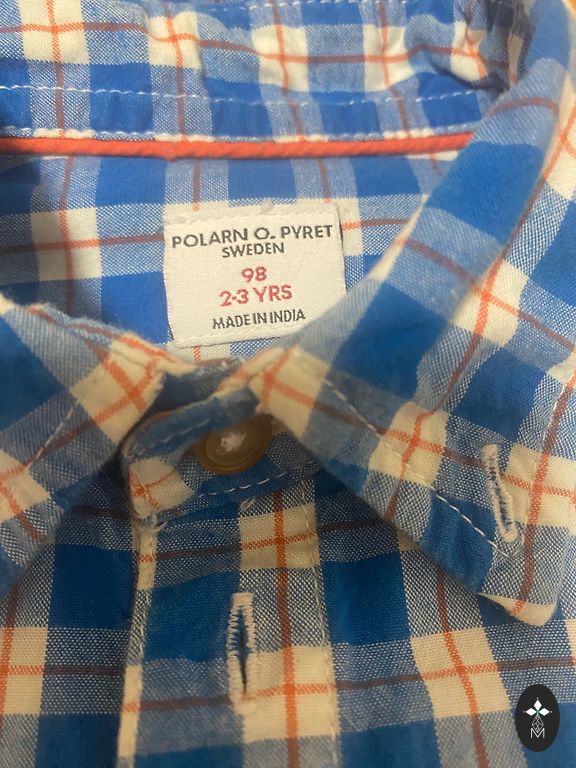 POLARN O. PYRET
SWEDEN
98
2-3 YRS
MADE IN INDIA